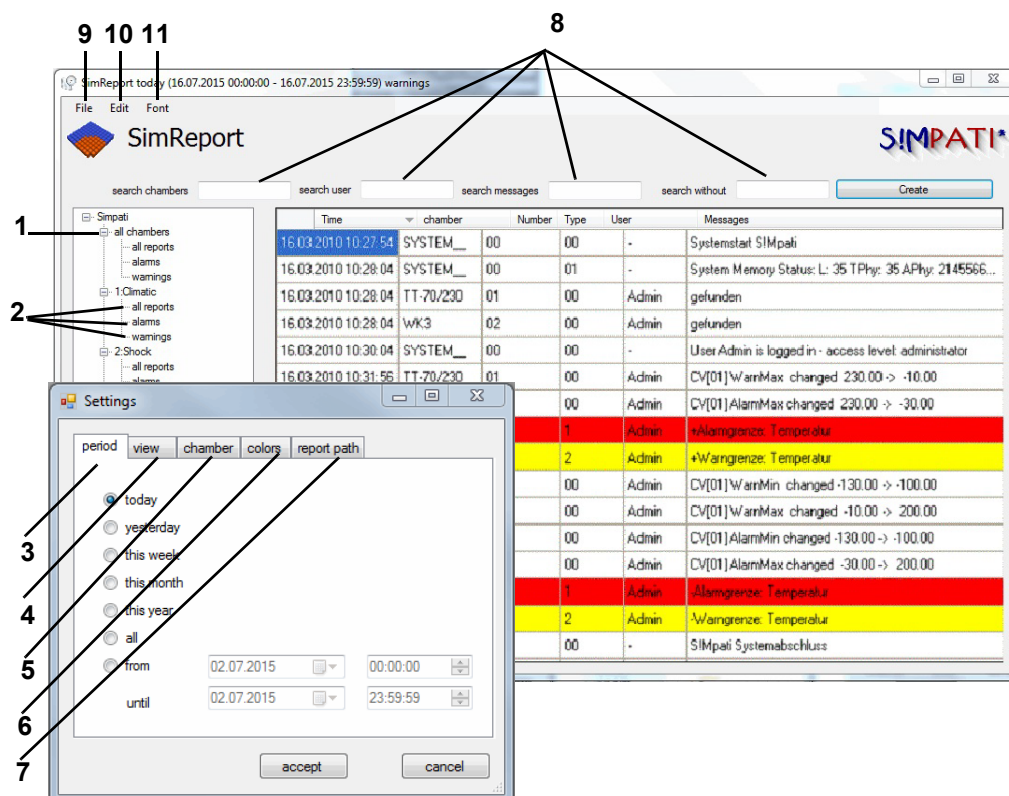 9 10 11 8
SimReport today (16.07.2015 00:00:00 - 16.07.2015 23:59:59) warnings
File Edit Font
SimReport
S!MPATI*
search chambers search user search messages search without Create
1
2
Simpati
all chambers
all reports
alarms
warnings
1:Climatic
all reports
alarms
warnings
2:Shock
all reports
alarms
Time chamber Number Type User Messages
16.03.2010 10:27:54 SYSTEM__ 00 00 - Systemstart S!Mpati
16.03.2010 10:28:04 SYSTEM__ 00 01 - System Memory Status: L: 35 TPhy: 35 APhy: 2145566...
16.03.2010 10:28:04 TT-70/230 01 00 Admin gefunden
16.03.2010 10:28:04 WK3 02 00 Admin gefunden
16.03.2010 10:30:04 SYSTEM__ 00 00 - User Admin is logged in - access level: administrator
16.03.2010 10:31:56 TT-70/230 01 00 Admin CV[01] WarnMax changed 230.00 -> -10.00
00 Admin CV[01] AlarmMax changed 230.00 -> -30.00
1 Admin +Alarmgrenze: Temperatur
2 Admin +Warngrenze: Temperatur
00 Admin CV[01] WarnMin changed -130.00 -> -100.00
00 Admin CV[01] WarnMax changed -10.00 -> 200.00
00 Admin CV[01] AlarmMin changed -130.00 -> -100.00
00 Admin CV[01] AlarmMax changed -30.00 -> 200.00
1 Admin -Alarmgrenze: Temperatur
2 Admin -Warngrenze: Temperatur
00 - S!Mpati Systemabschluss
Settings
period view chamber colors report path
today
yesterday
this week
this month
this year
all
from 02.07.2015 00:00:00
until 02.07.2015 23:59:59
accept cancel
3
4
5
6
7